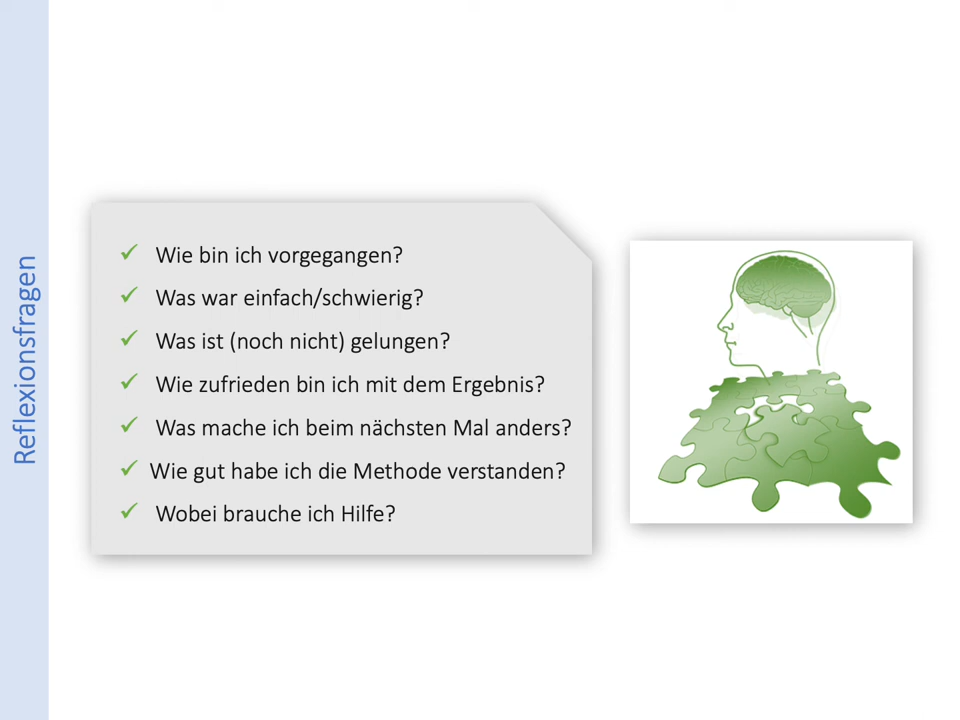 Reflexionsfragen
Wie bin ich vorgegangen?
Was war einfach/schwierig?
Was ist (noch nicht) gelungen?
Wie zufrieden bin ich mit dem Ergebnis?
Was mache ich beim nächsten Mal anders?
Wie gut habe ich die Methode verstanden?
Wobei brauche ich Hilfe?